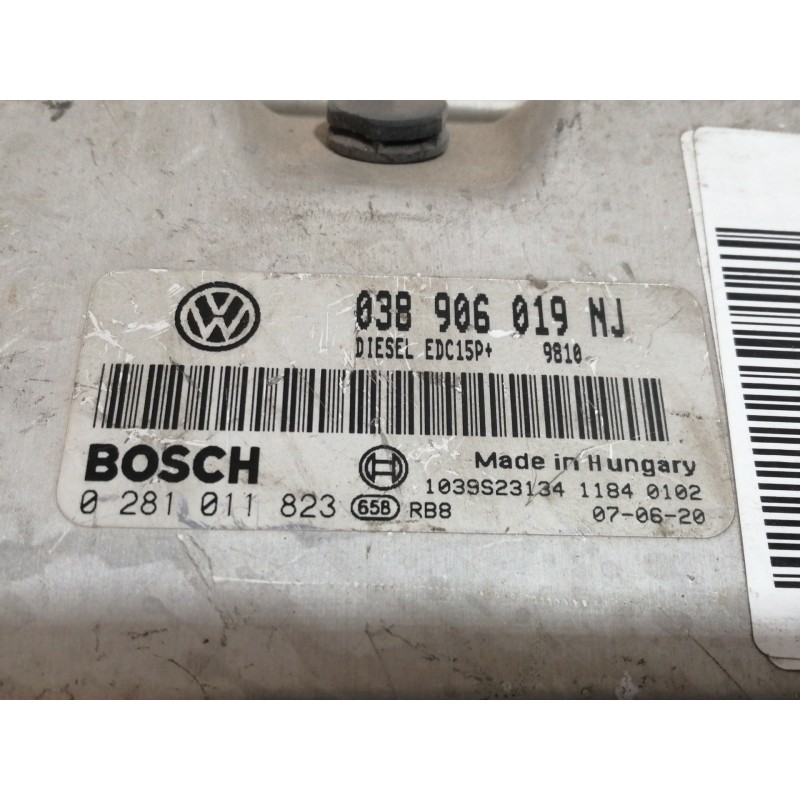 038 906 019 NJ
DIESEL EDC15P+ 9810
BOSCH
Made in Hungary
0 281 011 823 658 RB8
1039S23134 1184 0102
07-06-20